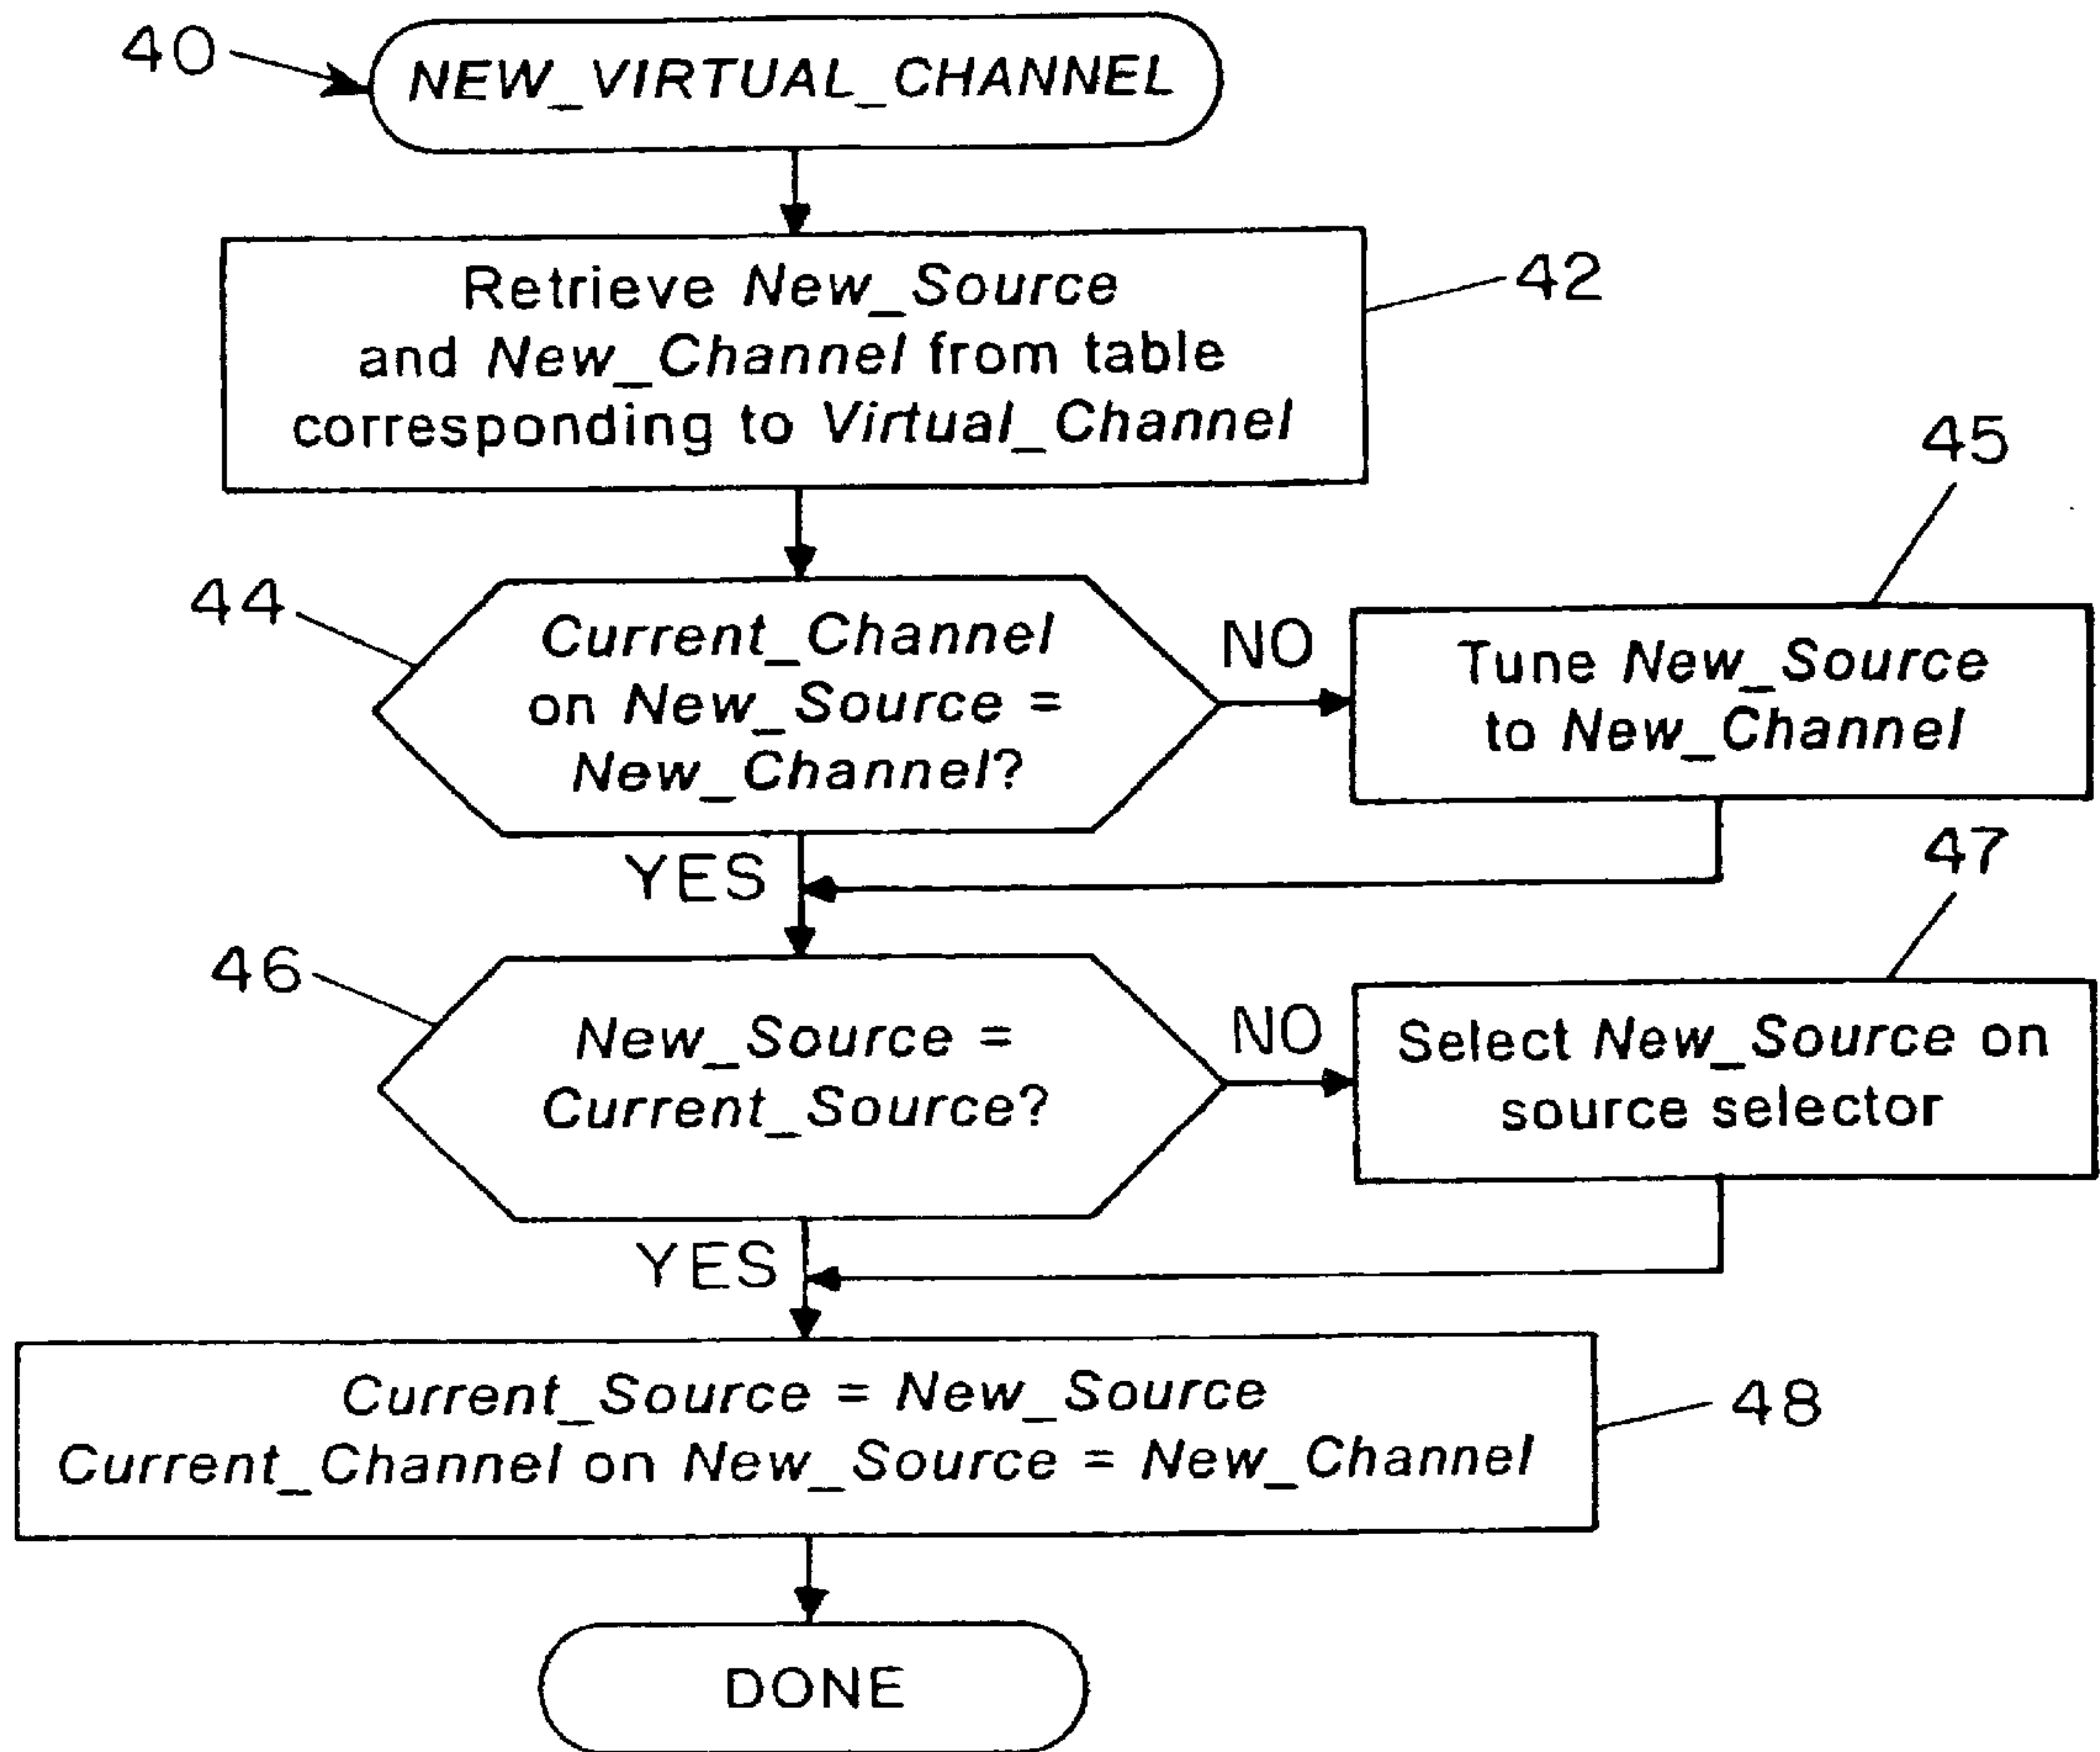 40
NEW_VIRTUAL_CHANNEL
Retrieve New_Source
and New_Channel from table
corresponding to Virtual_Channel
42
44
Current_Channel
on New_Source =
New_Channel?
NO
45
Tune New_Source
to New_Channel
YES
46
New_Source =
Current_Source?
NO
47
Select New_Source on
source selector
YES
Current_Source = New_Source
Current_Channel on New_Source = New_Channel
48
DONE